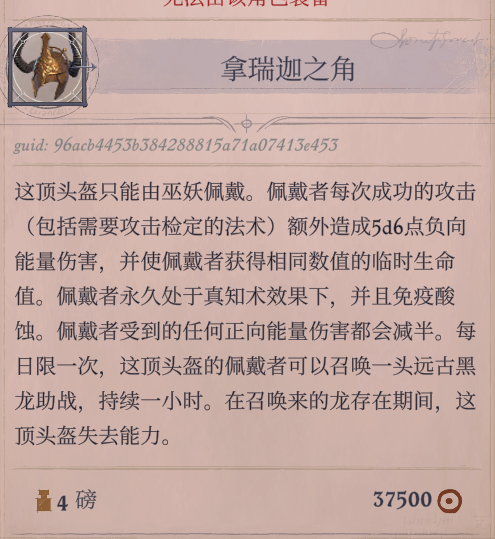 无法由该角色装备
拿瑞迦之角
guid: 96acb4453b384288815a71a07413e453
这顶头盔只能由巫妖佩戴。佩戴者每次成功的攻击
（包括需要攻击检定的法术）额外造成5d6点负向
能量伤害，并使佩戴者获得相同数值的临时生命
值。佩戴者永久处于真知术效果下，并且免疫酸
蚀。佩戴者受到的任何正向能量伤害都会减半。每
日限一次，这顶头盔的佩戴者可以召唤一头远古黑
龙助战，持续一小时。在召唤来的龙存在期间，这
顶头盔失去能力。
4 磅
37500